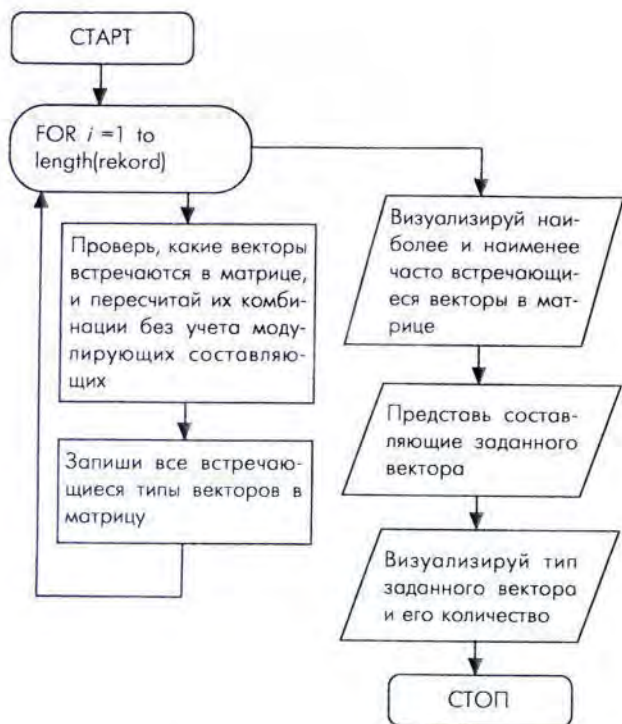 СТАРТ
FOR i =1 to
length(rekord)
Проверь, какие векторы
встречаются в матрице,
и пересчитай их комби-
нации без учета моду-
лирующих составляю-
щих
Запиши все встречаю-
щиеся типы векторов в
матрицу
Визуализируй наи-
более и наименее
часто встречающи-
еся векторы в мат-
рице
Представь состав-
ляющие заданного
вектора
Визуализируй тип
заданного вектора
и его количество
СТОП